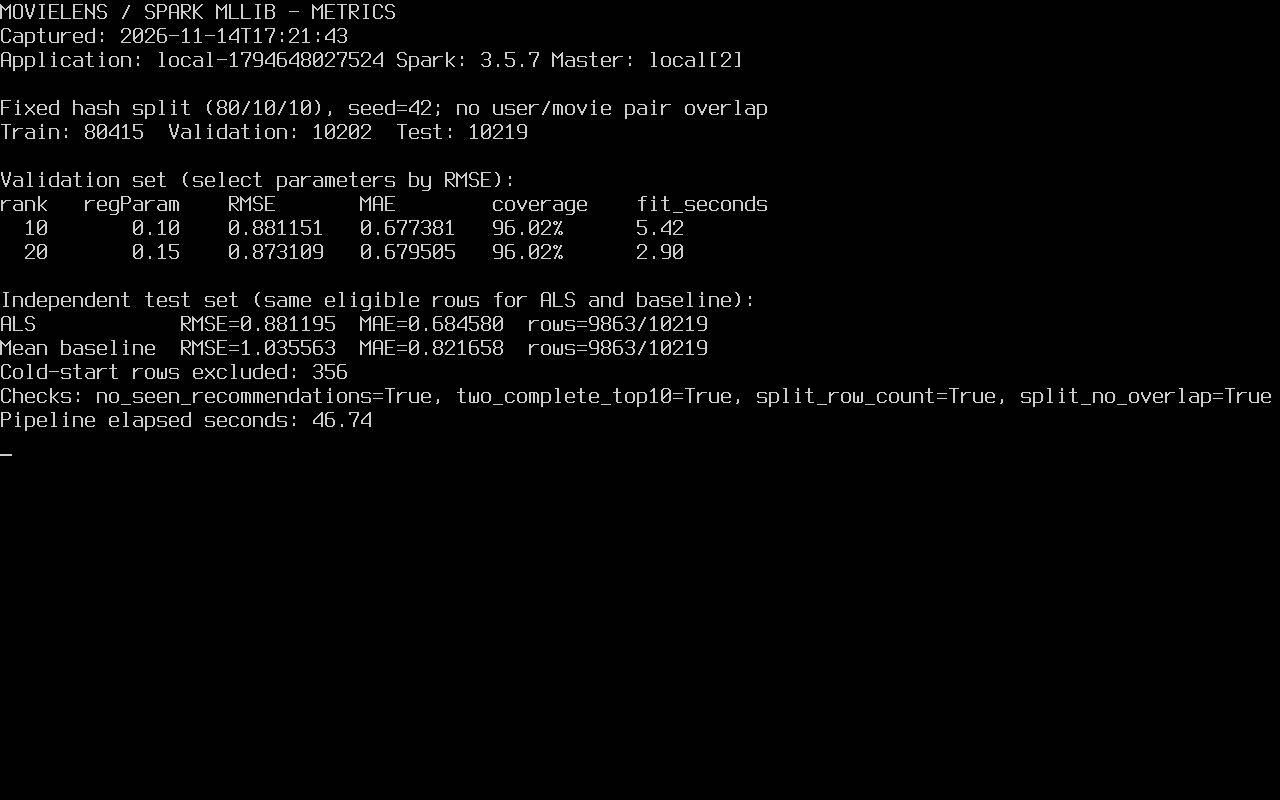 MOVIELENS / SPARK MLLIB - METRICS
Captured: 2026-11-14T17:21:43
Application: local-1794648027524 Spark: 3.5.7 Master: local[2]
Fixed hash split (80/10/10), seed=42; no user/movie pair overlap
Train: 80415  Validation: 10202  Test: 10219
Validation set (select parameters by RMSE):
rank   regParam    RMSE       MAE        coverage    fit_seconds
  10       0.10    0.881151   0.677381   96.02%      5.42
  20       0.15    0.873109   0.679505   96.02%      2.90
Independent test set (same eligible rows for ALS and baseline):
ALS            RMSE=0.881195  MAE=0.684580  rows=9863/10219
Mean baseline  RMSE=1.035563  MAE=0.821658  rows=9863/10219
Cold-start rows excluded: 356
Checks: no_seen_recommendations=True, two_complete_top10=True, split_row_count=True, split_no_overlap=True
Pipeline elapsed seconds: 46.74